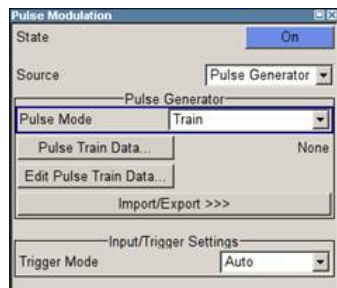 Pulse Modulation
State On
Source Pulse Generator
Pulse Generator
Pulse Mode Train
Pulse Train Data... None
Edit Pulse Train Data...
Import/Export >>>
Input/Trigger Settings
Trigger Mode Auto